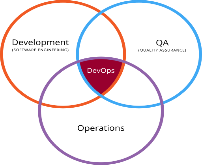 Development
(SOFTWARE ENGINEERING)
QA
(QUALITY ASSURANCE)
DevOps
Operations